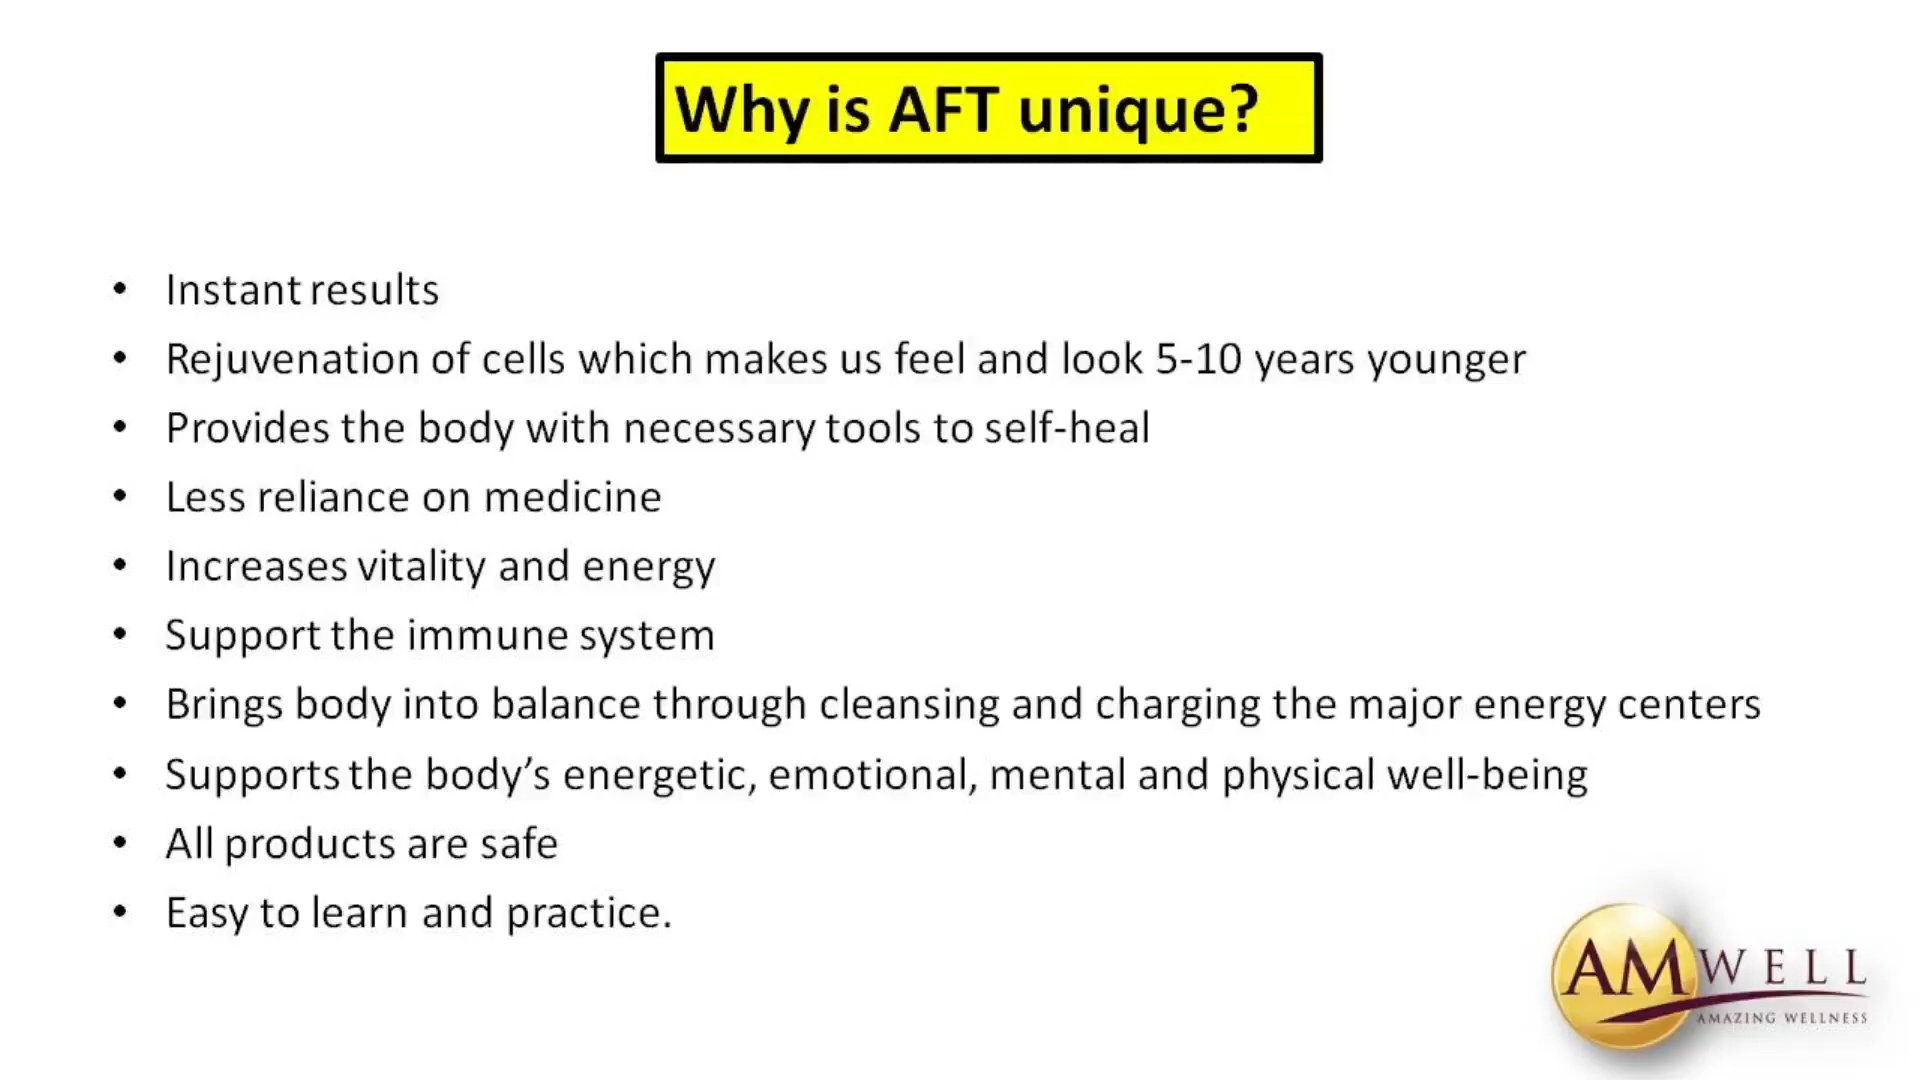 Why is AFT unique?
• Instant results
• Rejuvenation of cells which makes us feel and look 5-10 years younger
• Provides the body with necessary tools to self-heal
• Less reliance on medicine
• Increases vitality and energy
• Support the immune system
• Brings body into balance through cleansing and charging the major energy centers
• Supports the body’s energetic, emotional, mental and physical well-being
• All products are safe
• Easy to learn and practice.
AMWELL
AMAZING WELLNESS